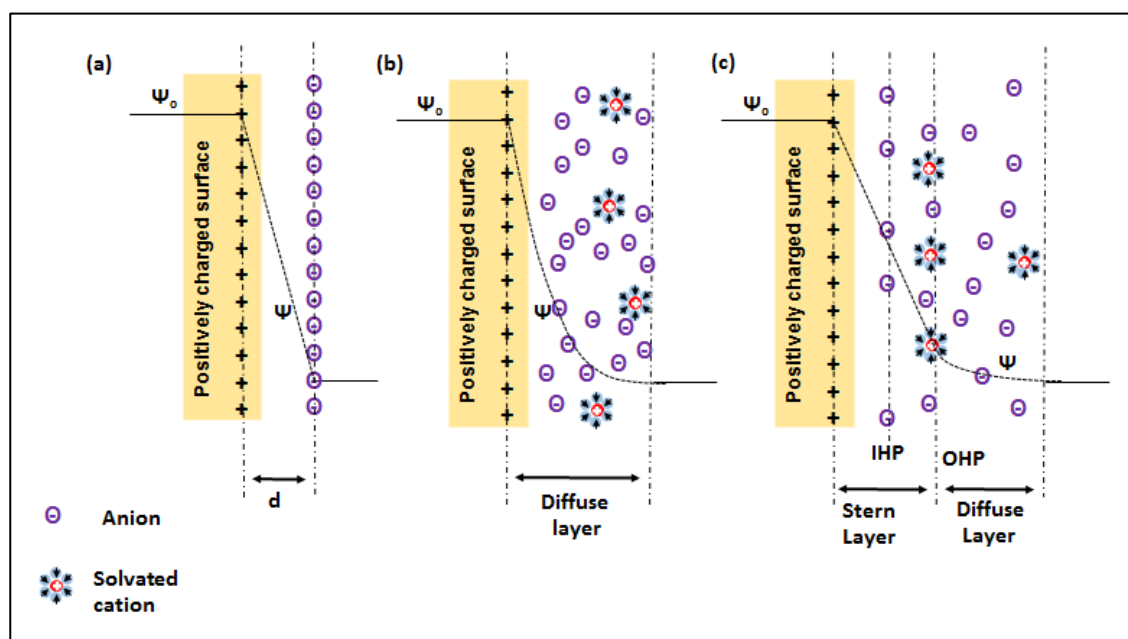 (a)
Ψo
Positively charged surface
Ψ
d
(b)
Ψo
Positively charged surface
Ψ
Diffuse
layer
(c)
Ψo
Positively charged surface
Ψ
IHP
OHP
Stern
Layer
Diffuse
Layer
Anion
Solvated
cation